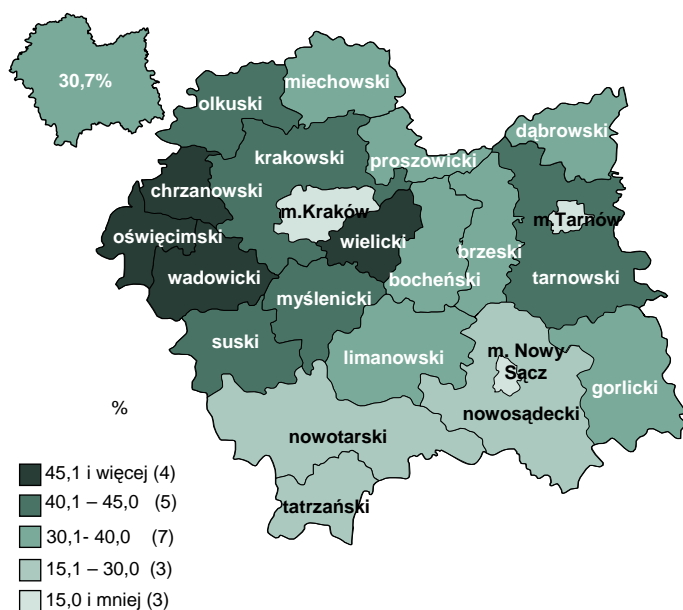 30,7%
miechowski
olkuski
dąbrowski
krakowski
proszowicki
chrzanowski
m.Kraków
m.Tarnów
oświęcimski
wielicki
brzeski
wadowicki
bocheński
tarnowski
myślenicki
suski
limanowski
m. Nowy
Sącz
gorlicki
%
nowosądecki
nowotarski
tatrzański
45,1 i więcej (4)
40,1 – 45,0 (5)
30,1- 40,0 (7)
15,1 – 30,0 (3)
15,0 i mniej (3)